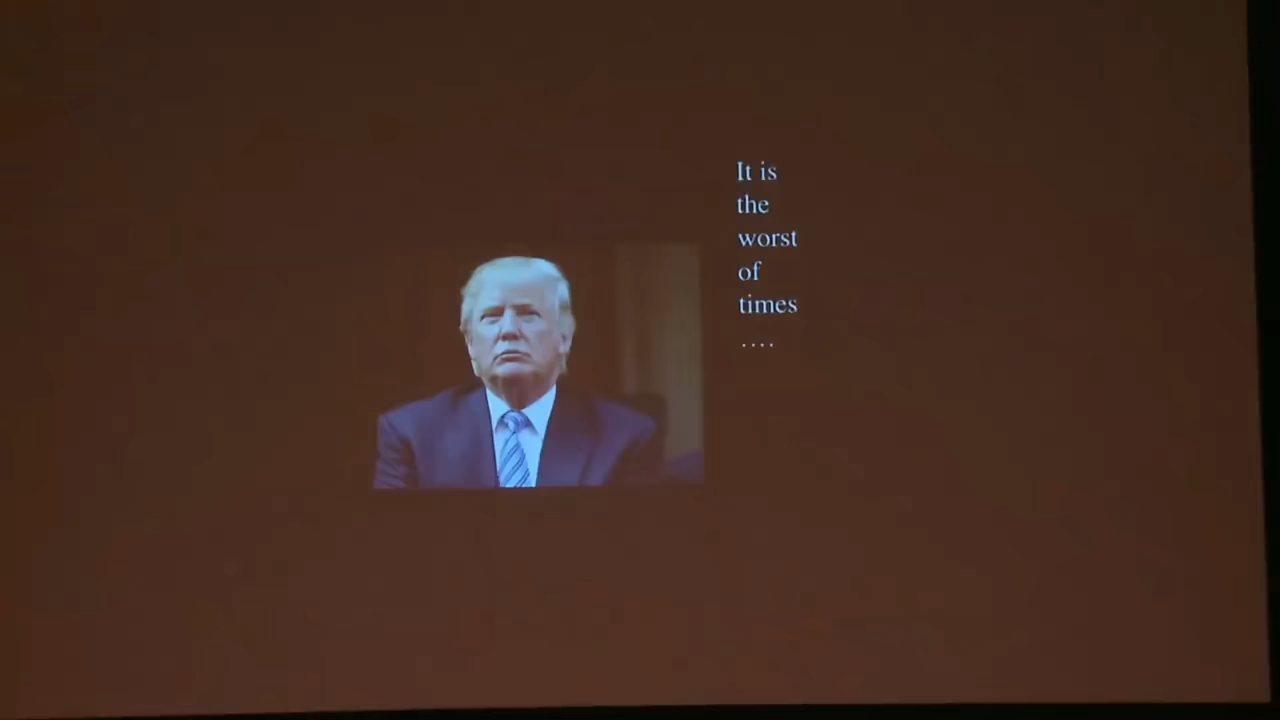 It is
the
worst
of
times
....